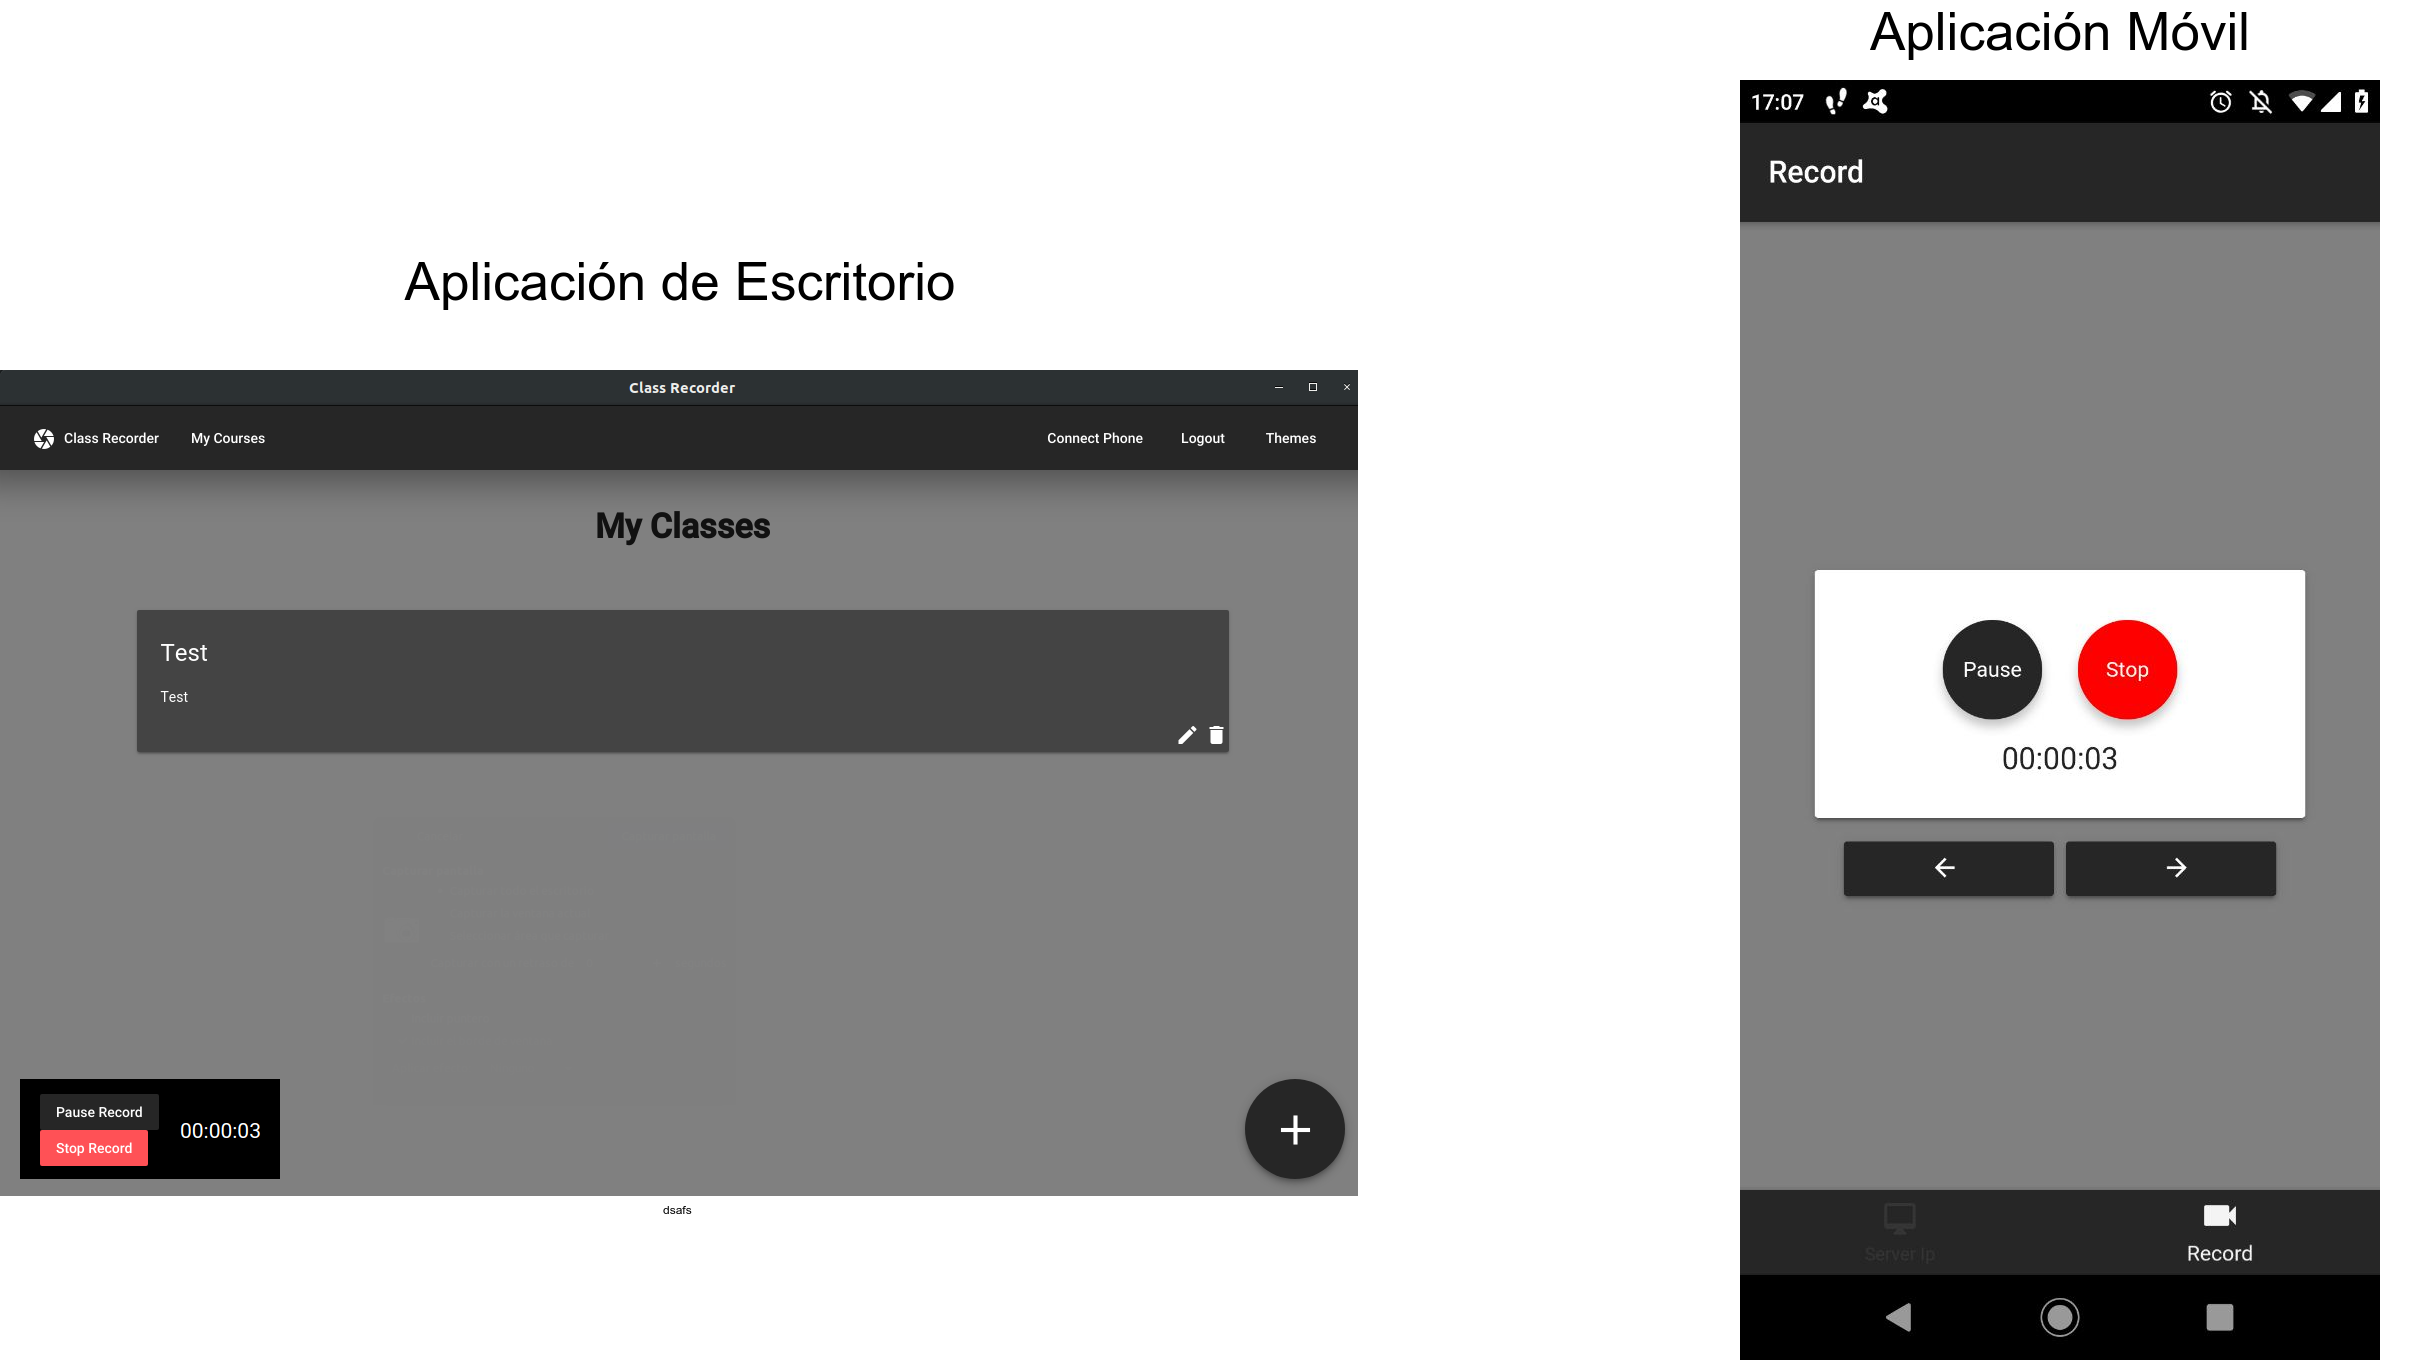 Aplicación de Escritorio
Class Recorder
Class Recorder My Courses Connect Phone Logout Themes
My Classes
Test
Test
Pause Record
Stop Record
00:00:03
dsafs
Aplicación Móvil
17:07
Record
Pause Stop
00:00:03
Server Ip Record